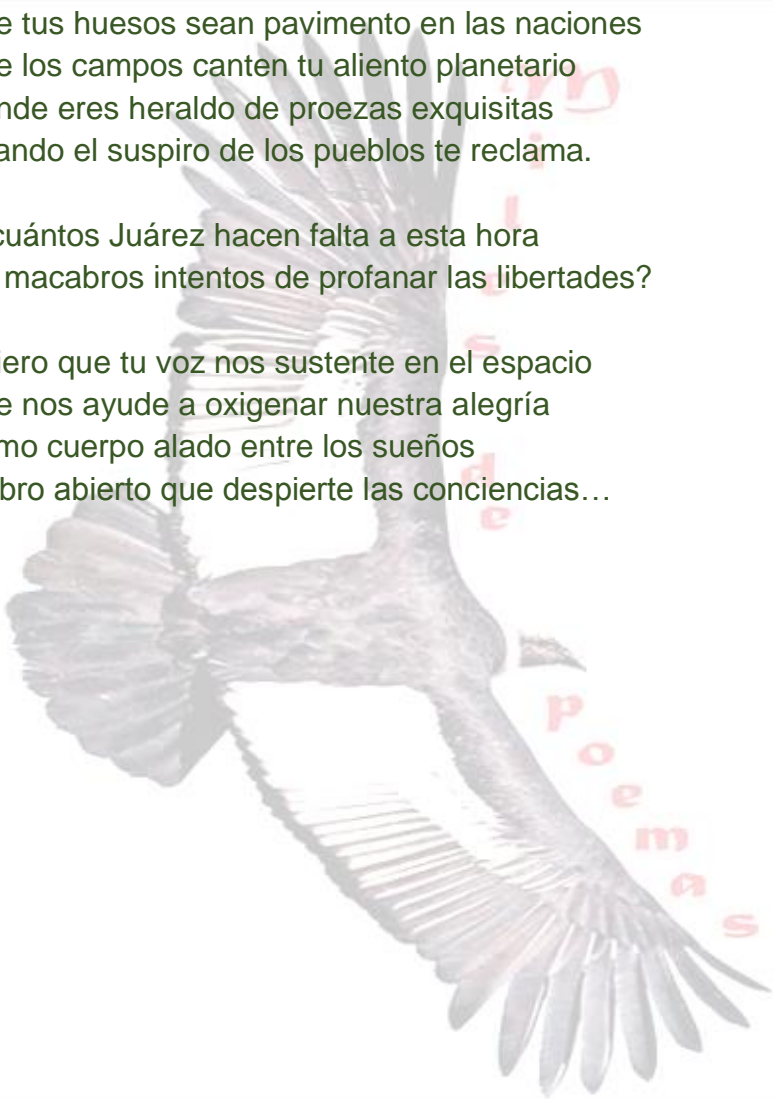 e tus huesos sean pavimento en las naciones
e los campos canten tu aliento planetario
nde eres heraldo de proezas exquisitas
ando el suspiro de los pueblos te reclama.
cuántos Juárez hacen falta a esta hora
macabros intentos de profanar las libertades?
iero que tu voz nos sustente en el espacio
e nos ayude a oxigenar nuestra alegría
mo cuerpo alado entre los sueños
bro abierto que despierte las conciencias…
Miles
de
poemas